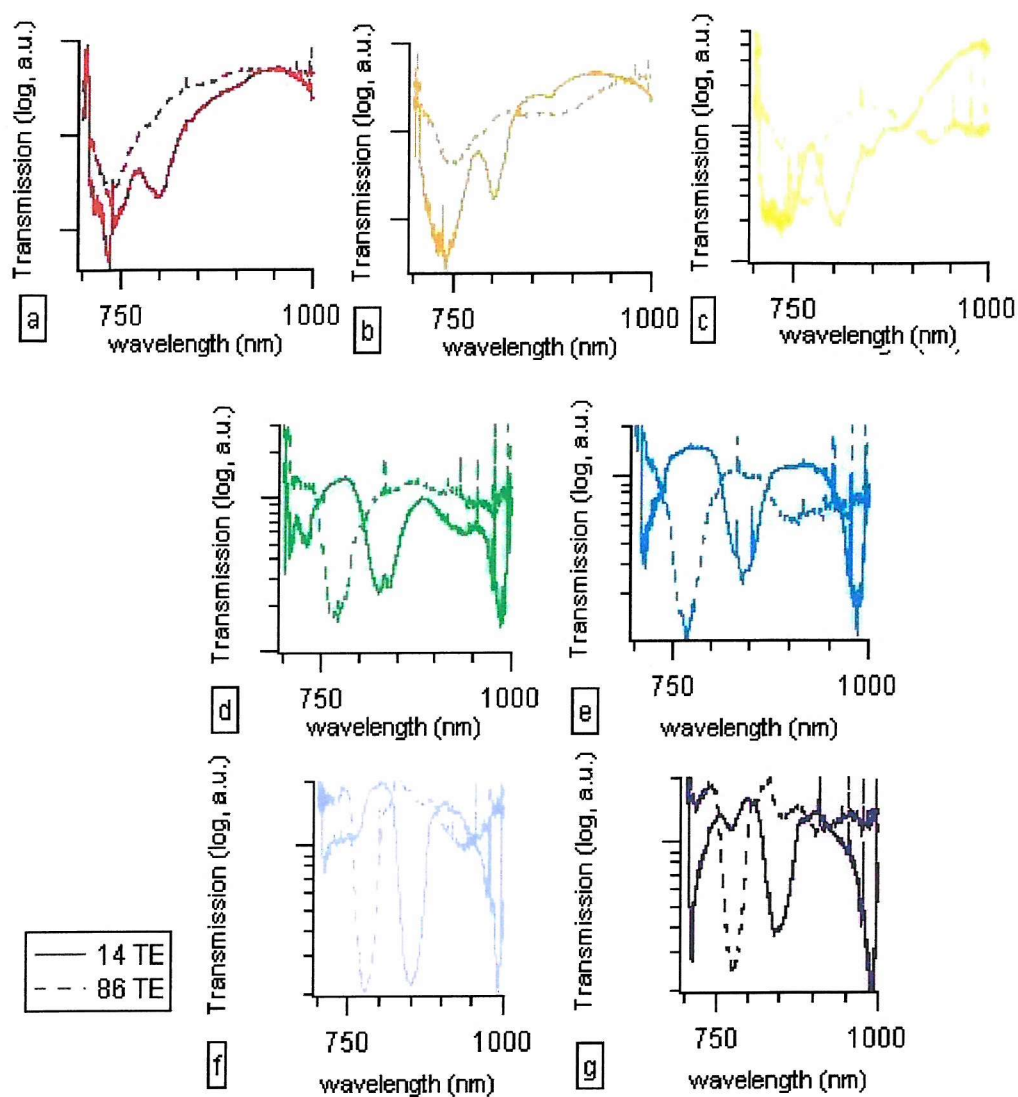 Transmission (log, a.u.)
750
1000
wavelength (nm)
a
Transmission (log, a.u.)
750
1000
wavelength (nm)
b
Transmission (log, a.u.)
750
1000
wavelength (nm)
c
Transmission (log, a.u.)
750
1000
wavelength (nm)
d
Transmission (log, a.u.)
750
1000
wavelength (nm)
e
Transmission (log, a.u.)
750
1000
wavelength (nm)
f
Transmission (log, a.u.)
750
1000
wavelength (nm)
g
14 TE
86 TE